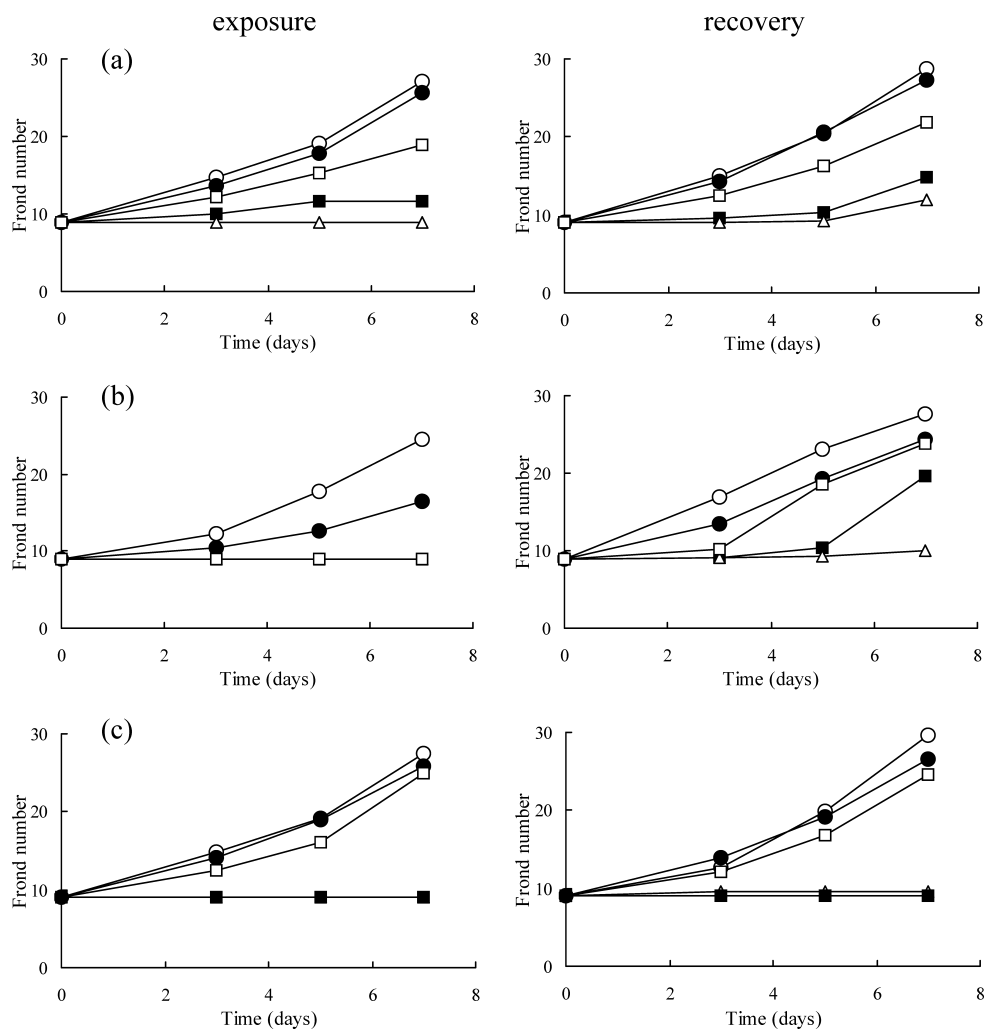 exposure recovery
(a)
30 30
Frond number Frond number
20 20
10 10
0 0
0 2 4 6 8 0 2 4 6 8
Time (days) Time (days)
(b)
30 30
Frond number Frond number
20 20
10 10
0 0
0 2 4 6 8 0 2 4 6 8
Time (days) Time (days)
(c)
30 30
Frond number Frond number
20 20
10 10
0 0
0 2 4 6 8 0 2 4 6 8
Time (days) Time (days)